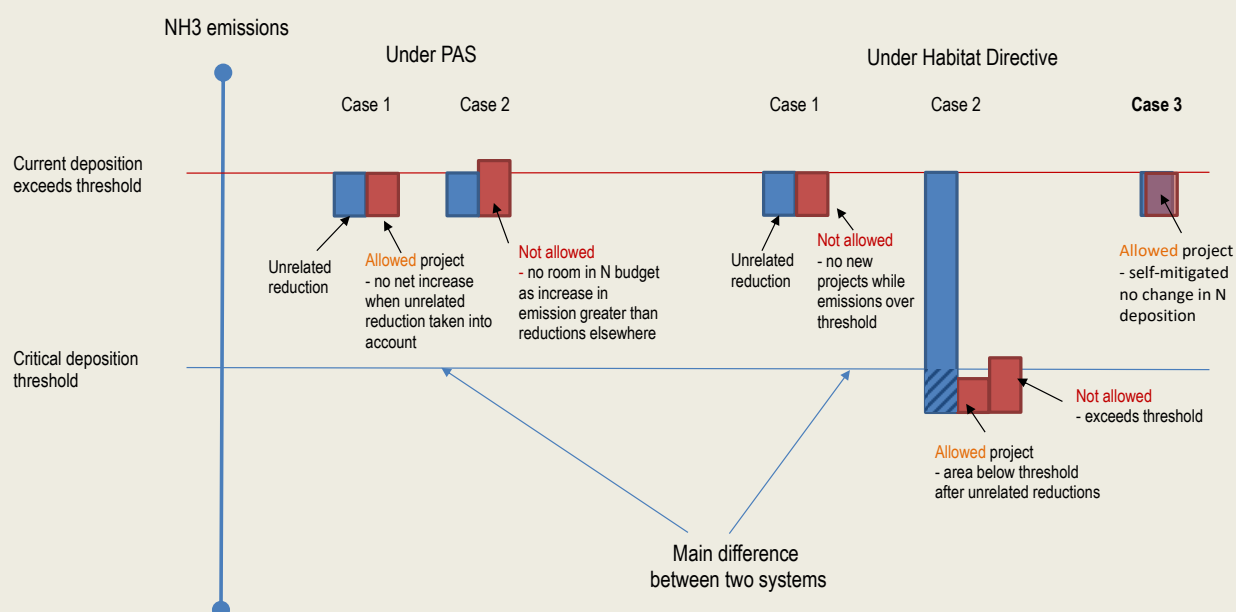 NH3 emissions
Under PAS
Under Habitat Directive
Case 1
Case 2
Case 1
Case 2
Case 3
Current deposition
exceeds threshold
Unrelated
reduction
Allowed project
- no net increase
when unrelated
reduction taken into
account
Not allowed
- no room in N budget
as increase in
emission greater than
reductions elsewhere
Unrelated
reduction
Not allowed
- no new
projects while
emissions over
threshold
Allowed project
- self-mitigated
no change in N
deposition
Critical deposition
threshold
Not allowed
- exceeds threshold
Allowed project
- area below threshold
after unrelated reductions
Main difference
between two systems